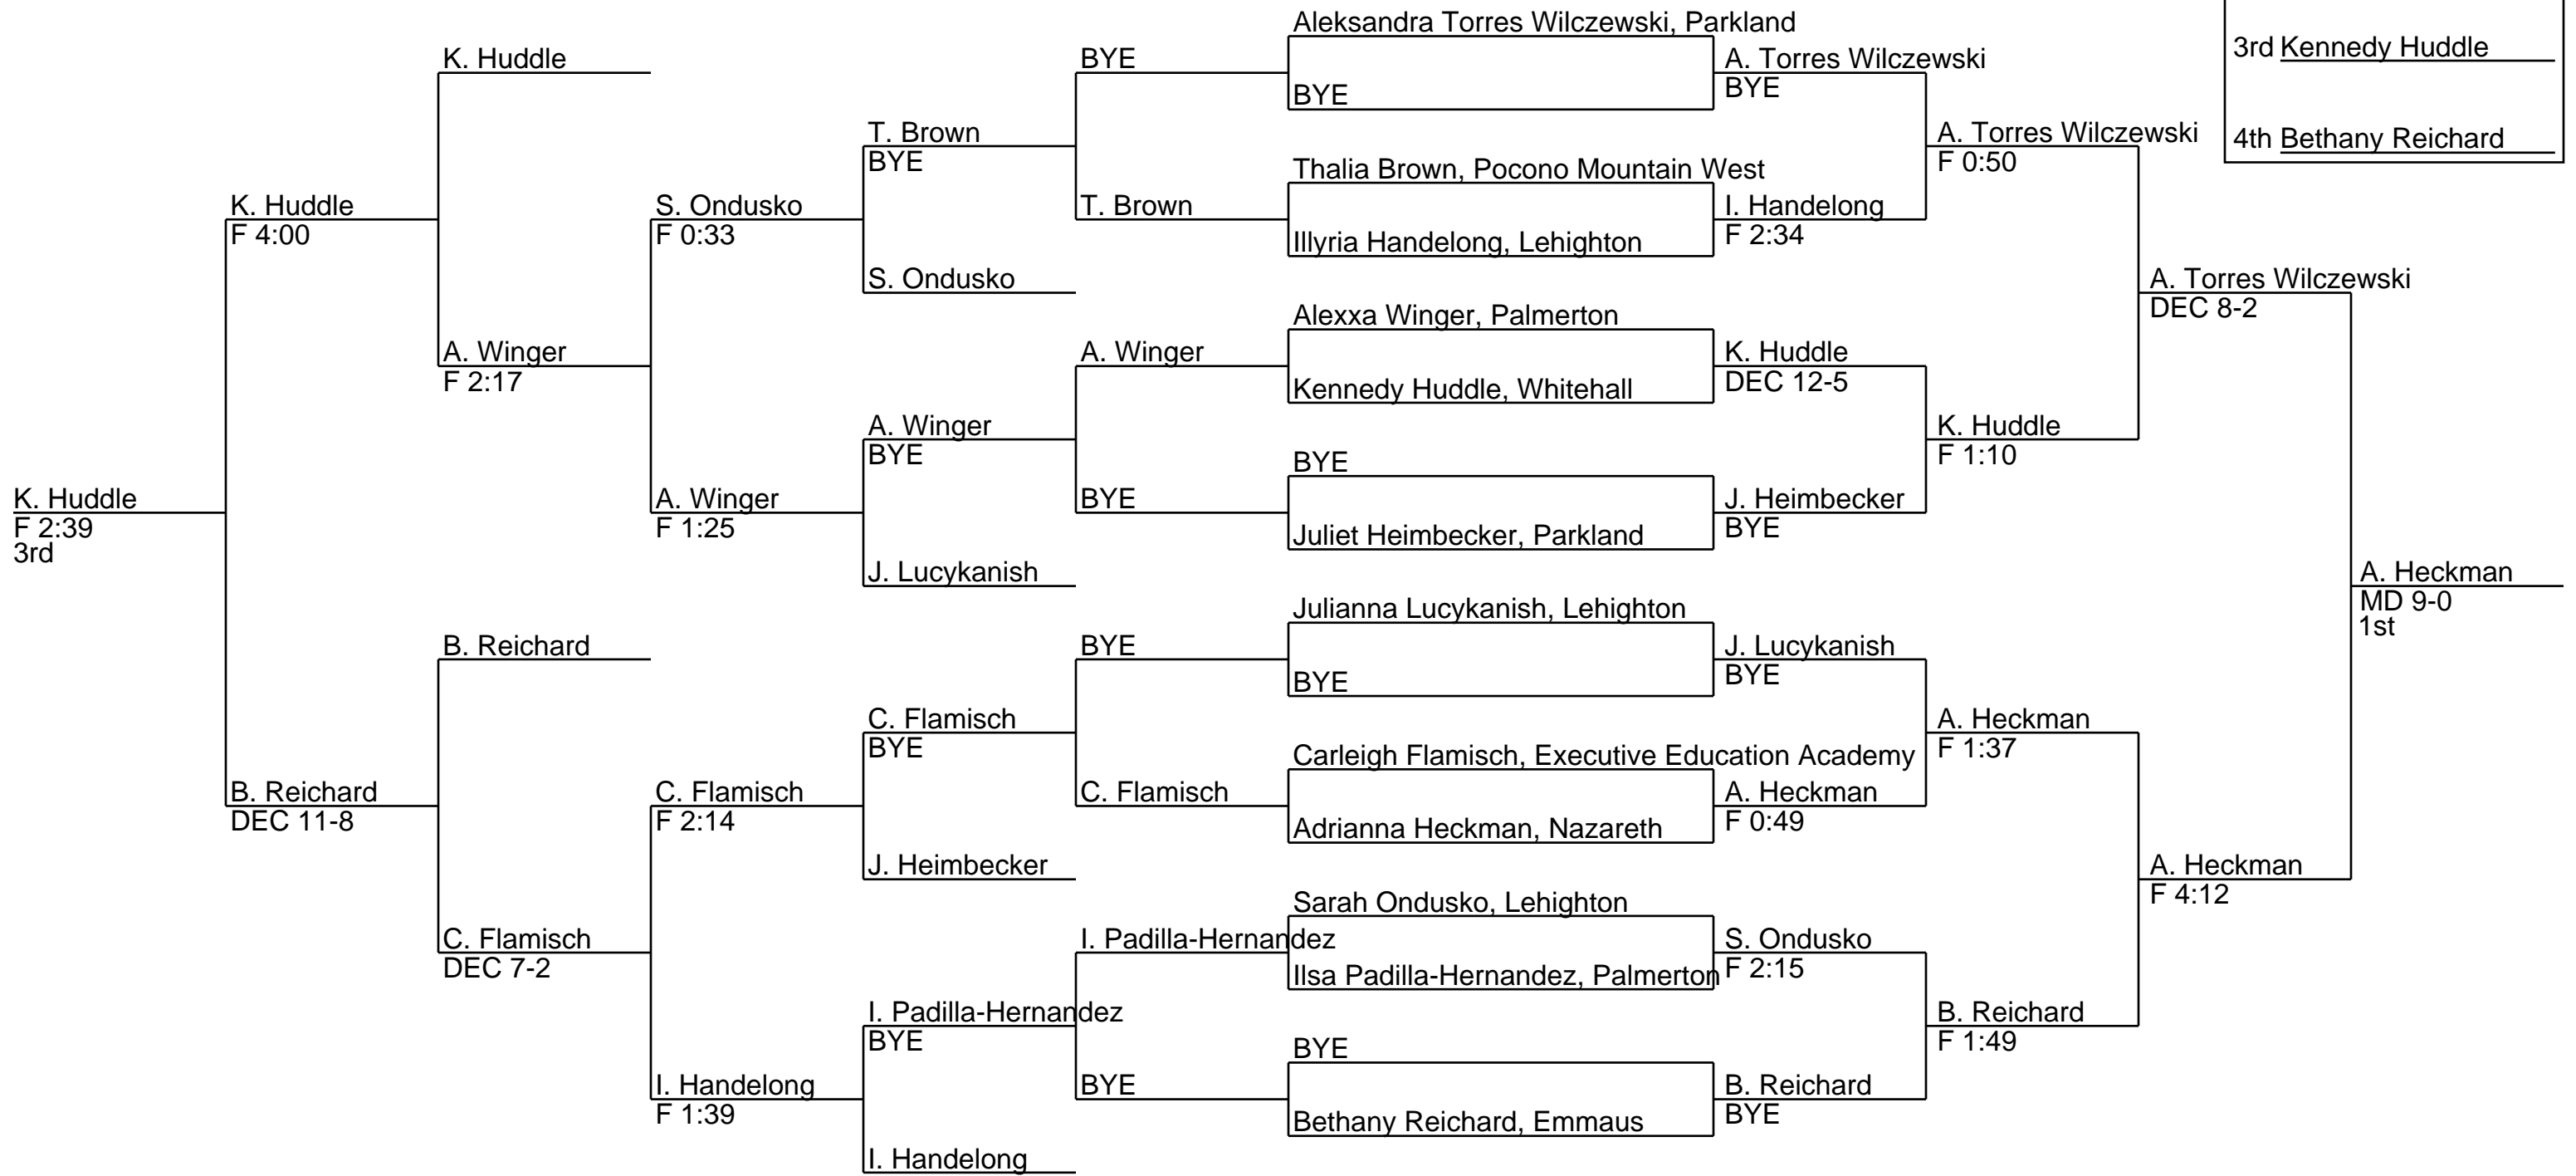 Aleksandra Torres Wilczewski, Parkland
3rd Kennedy Huddle
K. Huddle
BYE
A. Torres Wilczewski
BYE
BYE
T. Brown
BYE
A. Torres Wilczewski
F 0:50
4th Bethany Reichard
Thalia Brown, Pocono Mountain West
K. Huddle
F 4:00
S. Ondusko
F 0:33
T. Brown
I. Handelong
F 2:34
Illyria Handelong, Lehighton
S. Ondusko
A. Torres Wilczewski
DEC 8-2
Alexxa Winger, Palmerton
A. Winger
F 2:17
A. Winger
K. Huddle
DEC 12-5
Kennedy Huddle, Whitehall
A. Winger
BYE
K. Huddle
F 1:10
BYE
K. Huddle
F 2:39
3rd
A. Winger
F 1:25
BYE
J. Heimbecker
BYE
Juliet Heimbecker, Parkland
J. Lucykanish
A. Heckman
MD 9-0
1st
Julianna Lucykanish, Lehighton
B. Reichard
BYE
J. Lucykanish
BYE
BYE
C. Flamisch
BYE
A. Heckman
F 1:37
Carleigh Flamisch, Executive Education Academy
B. Reichard
DEC 11-8
C. Flamisch
F 2:14
C. Flamisch
A. Heckman
F 0:49
Adrianna Heckman, Nazareth
J. Heimbecker
A. Heckman
F 4:12
Sarah Ondusko, Lehighton
C. Flamisch
DEC 7-2
I. Padilla-Hernandez
S. Ondusko
F 2:15
Ilsa Padilla-Hernandez, Palmerton
I. Padilla-Hernandez
BYE
B. Reichard
F 1:49
BYE
I. Handelong
F 1:39
BYE
B. Reichard
BYE
Bethany Reichard, Emmaus
I. Handelong